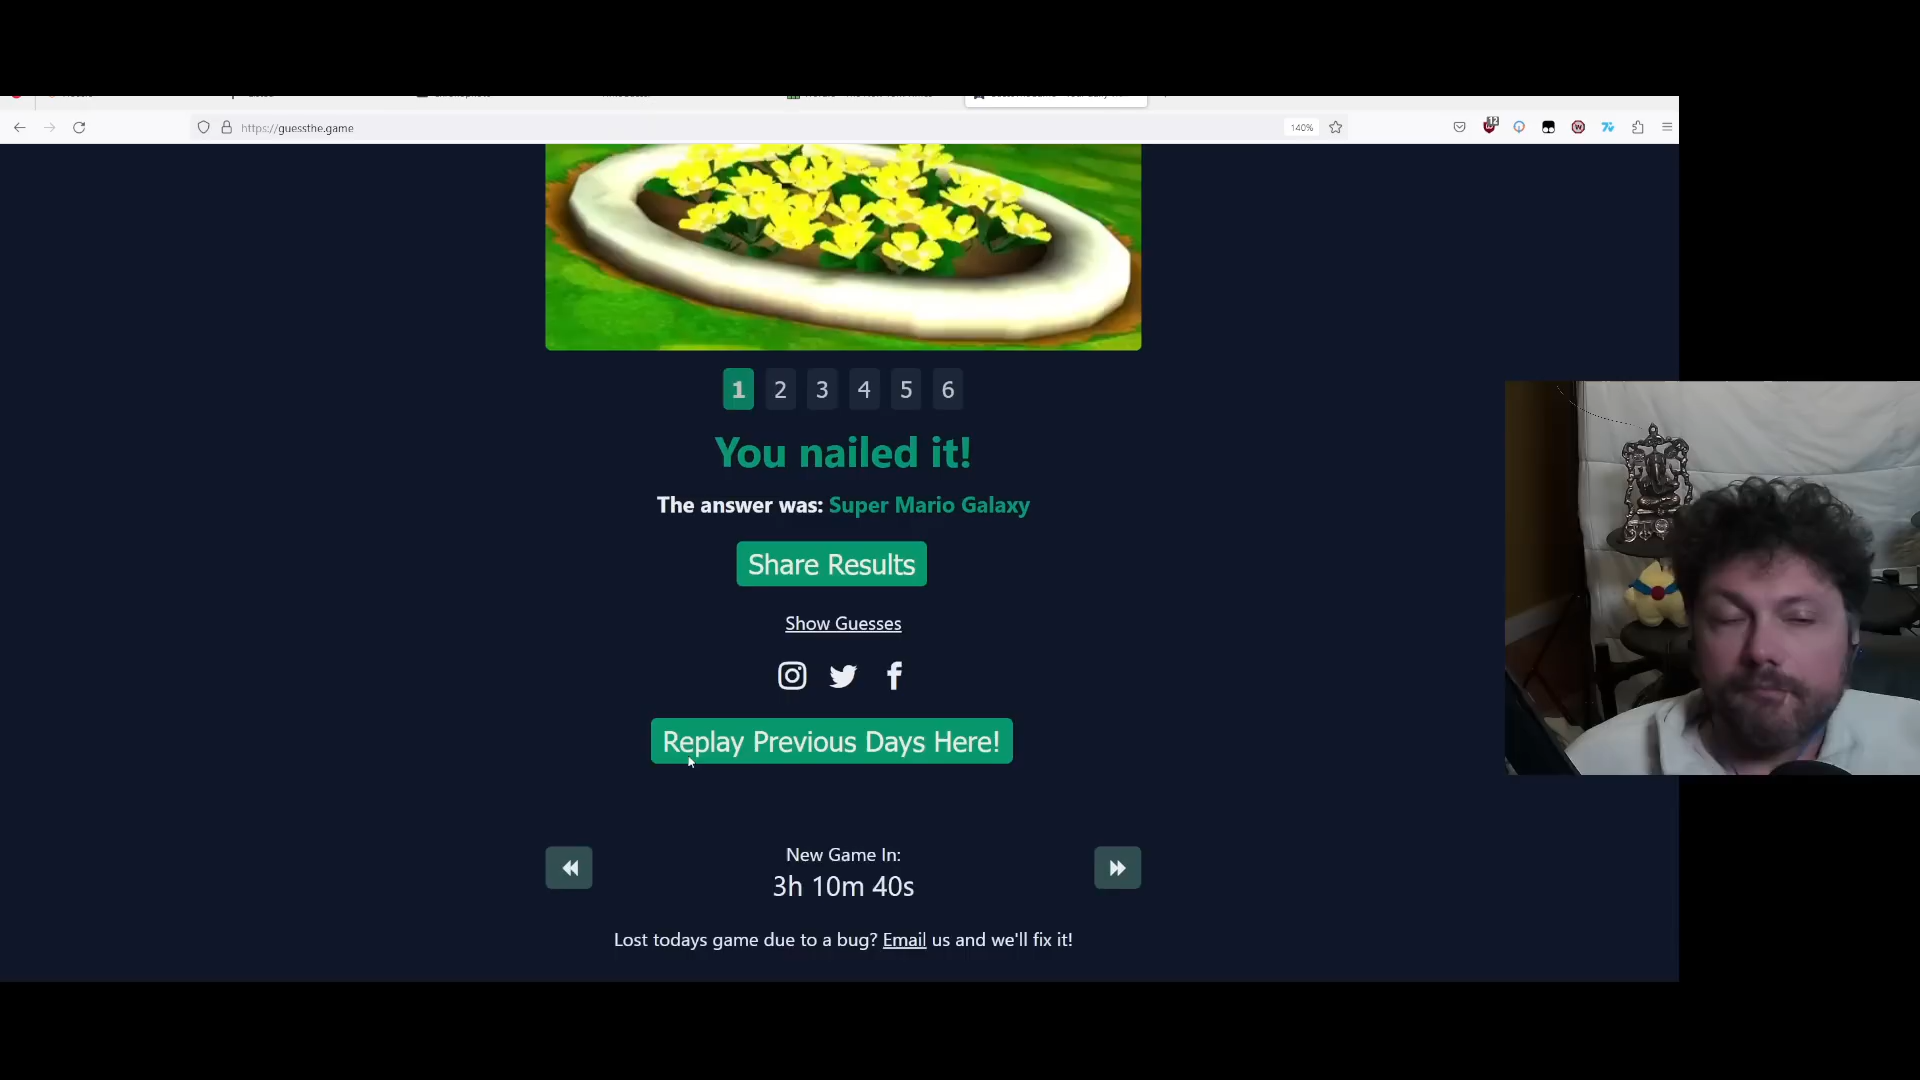 https://guessthe.game
140%
12
1 2 3 4 5 6
You nailed it!
The answer was: Super Mario Galaxy
Share Results
Show Guesses
Replay Previous Days Here!
New Game In:
3h 10m 40s
Lost todays game due to a bug? Email us and we'll fix it!